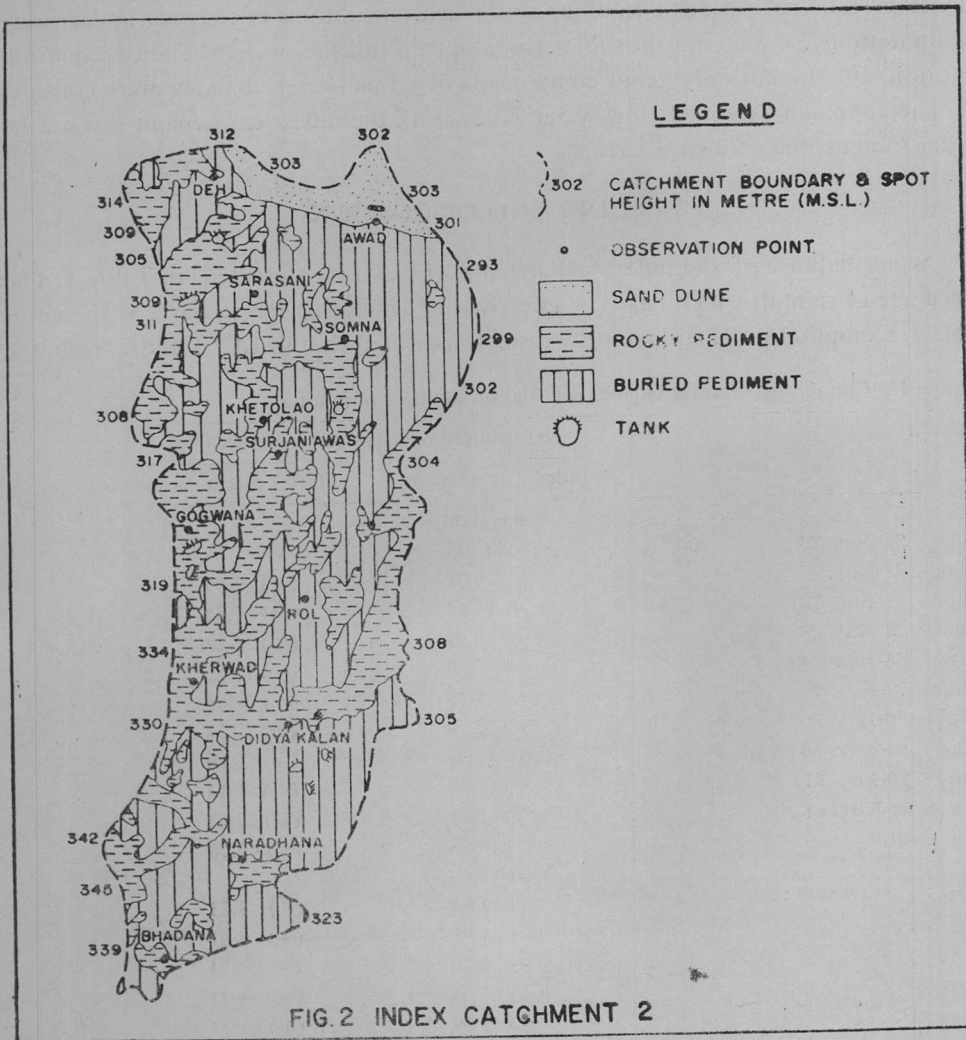 LEGEND
302 CATCHMENT BOUNDARY & SPOT
HEIGHT IN METRE (M.S.L.)
OBSERVATION POINT
SAND DUNE
ROCKY PEDIMENT
BURIED PEDIMENT
TANK
312
302
303
DEH
314
303
309
301
AWAD
305
293
SARASANI
309
311
SOMNA
299
302
KHETOLAO
308
SURJANIAWAS
317
304
GOGWANA
319
ROL
308
334
KHERWAD
305
330
DIDYA KALAN
342
NARADHANA
323
BHADANA
339
FIG. 2 INDEX CATCHMENT 2